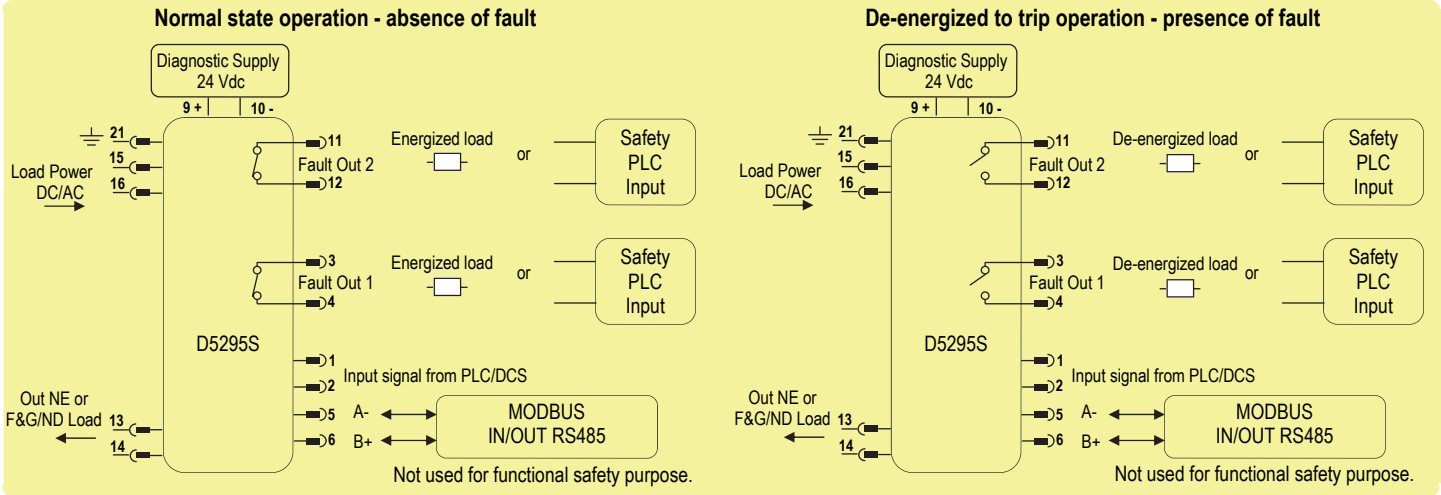 Normal state operation - absence of fault
Diagnostic Supply
24 Vdc
9 + 10 -
21
15
16
Load Power
DC/AC
11
Fault Out 2
12
Energized load
or
Safety
PLC
Input
3
Fault Out 1
4
Energized load
or
Safety
PLC
Input
D5295S
1
2
Input signal from PLC/DCS
5 A-
6 B+
MODBUS
IN/OUT RS485
Out NE or
F&G/ND Load
13
14
Not used for functional safety purpose.
De-energized to trip operation - presence of fault
Diagnostic Supply
24 Vdc
9 + 10 -
21
15
16
Load Power
DC/AC
11
Fault Out 2
12
De-energized load
or
Safety
PLC
Input
3
Fault Out 1
4
De-energized load
or
Safety
PLC
Input
D5295S
1
2
Input signal from PLC/DCS
5 A-
6 B+
MODBUS
IN/OUT RS485
Out NE or
F&G/ND Load
13
14
Not used for functional safety purpose.